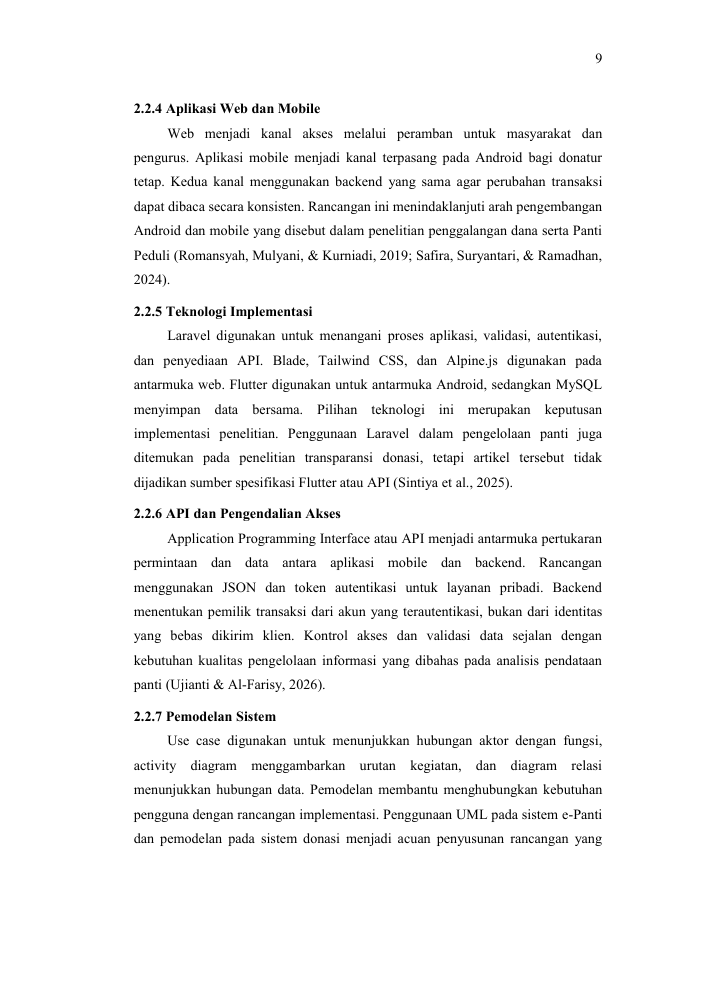 9
2.2.4 Aplikasi Web dan Mobile
Web menjadi kanal akses melalui peramban untuk masyarakat dan
pengurus. Aplikasi mobile menjadi kanal terpasang pada Android bagi donatur
tetap. Kedua kanal menggunakan backend yang sama agar perubahan transaksi
dapat dibaca secara konsisten. Rancangan ini menindaklanjuti arah pengembangan
Android dan mobile yang disebut dalam penelitian penggalangan dana serta Panti
Peduli (Romansyah, Mulyani, & Kurniadi, 2019; Safira, Suryantari, & Ramadhan,
2024).
2.2.5 Teknologi Implementasi
Laravel digunakan untuk menangani proses aplikasi, validasi, autentikasi,
dan penyediaan API. Blade, Tailwind CSS, dan Alpine.js digunakan pada
antarmuka web. Flutter digunakan untuk antarmuka Android, sedangkan MySQL
menyimpan data bersama. Pilihan teknologi ini merupakan keputusan
implementasi penelitian. Penggunaan Laravel dalam pengelolaan panti juga
ditemukan pada penelitian transparansi donasi, tetapi artikel tersebut tidak
dijadikan sumber spesifikasi Flutter atau API (Sintiya et al., 2025).
2.2.6 API dan Pengendalian Akses
Application Programming Interface atau API menjadi antarmuka pertukaran
permintaan dan data antara aplikasi mobile dan backend. Rancangan
menggunakan JSON dan token autentikasi untuk layanan pribadi. Backend
menentukan pemilik transaksi dari akun yang terautentikasi, bukan dari identitas
yang bebas dikirim klien. Kontrol akses dan validasi data sejalan dengan
kebutuhan kualitas pengelolaan informasi yang dibahas pada analisis pendataan
panti (Ujianti & Al-Farisy, 2026).
2.2.7 Pemodelan Sistem
Use case digunakan untuk menunjukkan hubungan aktor dengan fungsi,
activity diagram menggambarkan urutan kegiatan, dan diagram relasi
menunjukkan hubungan data. Pemodelan membantu menghubungkan kebutuhan
pengguna dengan rancangan implementasi. Penggunaan UML pada sistem e-Panti
dan pemodelan pada sistem donasi menjadi acuan penyusunan rancangan yang